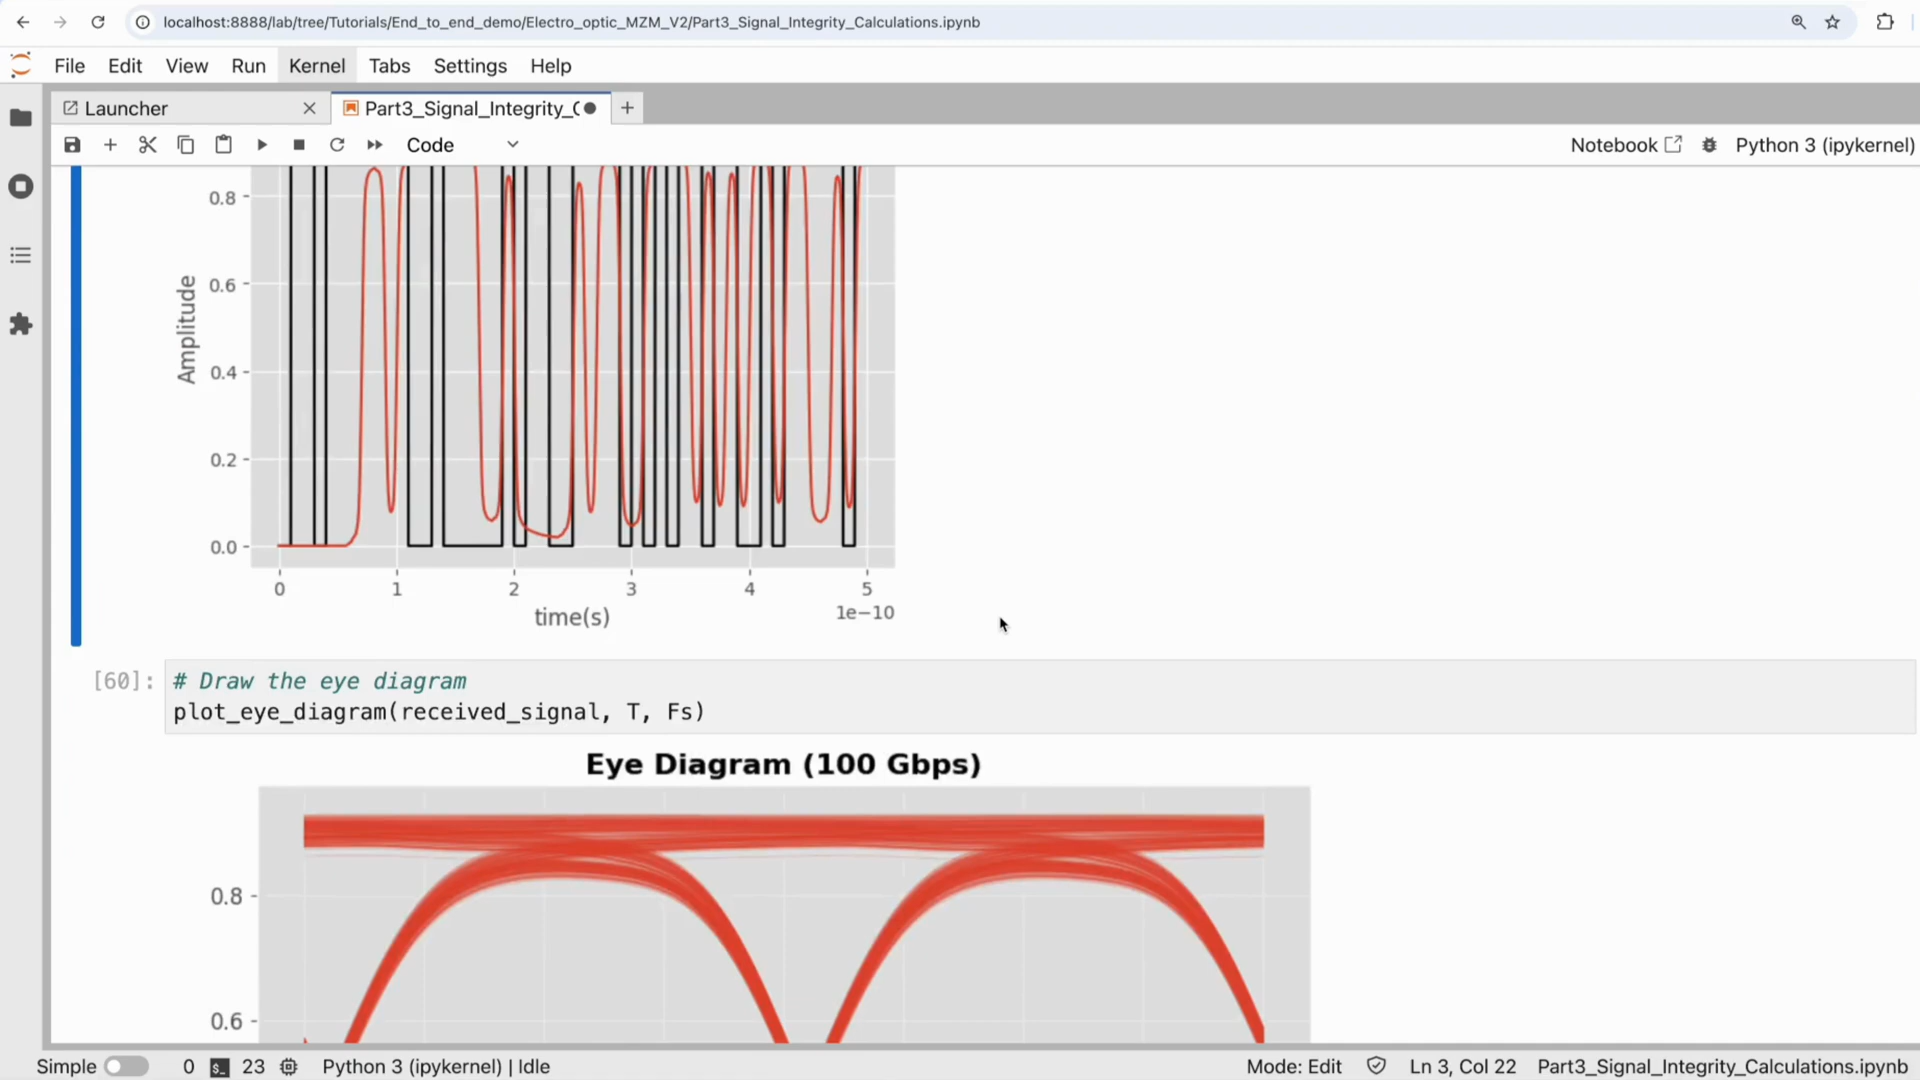 localhost:8888/lab/tree/Tutorials/End_to_end_demo/Electro_optic_MZM_V2/Part3_Signal_Integrity_Calculations.ipynb
File Edit View Run Kernel Tabs Settings Help
Launcher Part3_Signal_Integrity_C
Code Notebook Python 3 (ipykernel)
0.8
0.6
0.4
0.2
0.0
Amplitude
0 1 2 3 4 5
time(s) 1e−10
[60]: # Draw the eye diagram
plot_eye_diagram(received_signal, T, Fs)
Eye Diagram (100 Gbps)
0.8
0.6
Simple 0 23 Python 3 (ipykernel) | Idle Mode: Edit Ln 3, Col 22 Part3_Signal_Integrity_Calculations.ipynb